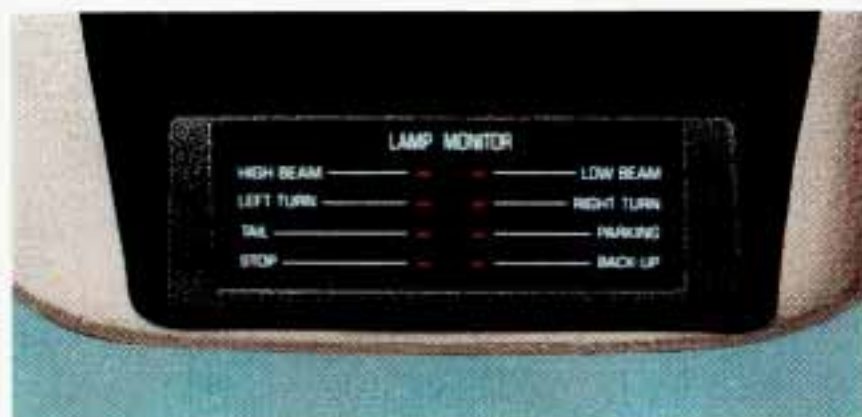 LAMP MONITOR
HIGH BEAM LOW BEAM
LEFT TURN RIGHT TURN
TAIL PARKING
STOP BACK UP